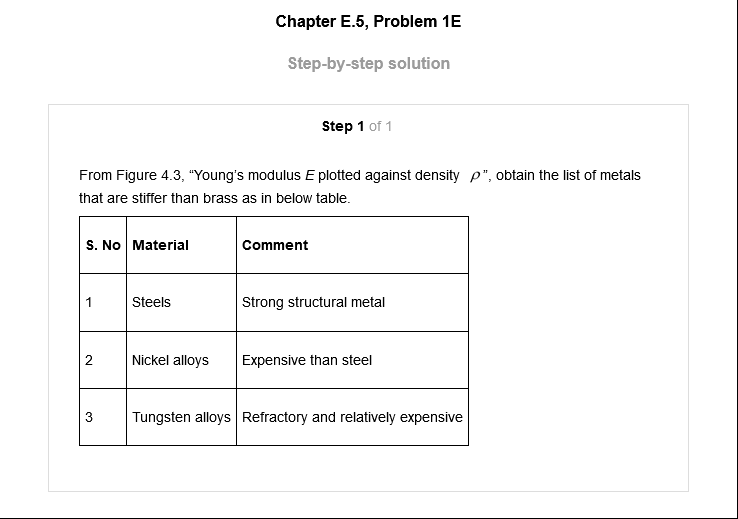 Chapter E.5, Problem 1E
Step-by-step solution
Step 1 of 1
From Figure 4.3, “Young’s modulus E plotted against density ρ”, obtain the list of metals
that are stiffer than brass as in below table.
S. No Material Comment
1 Steels Strong structural metal
2 Nickel alloys Expensive than steel
3 Tungsten alloys Refractory and relatively expensive